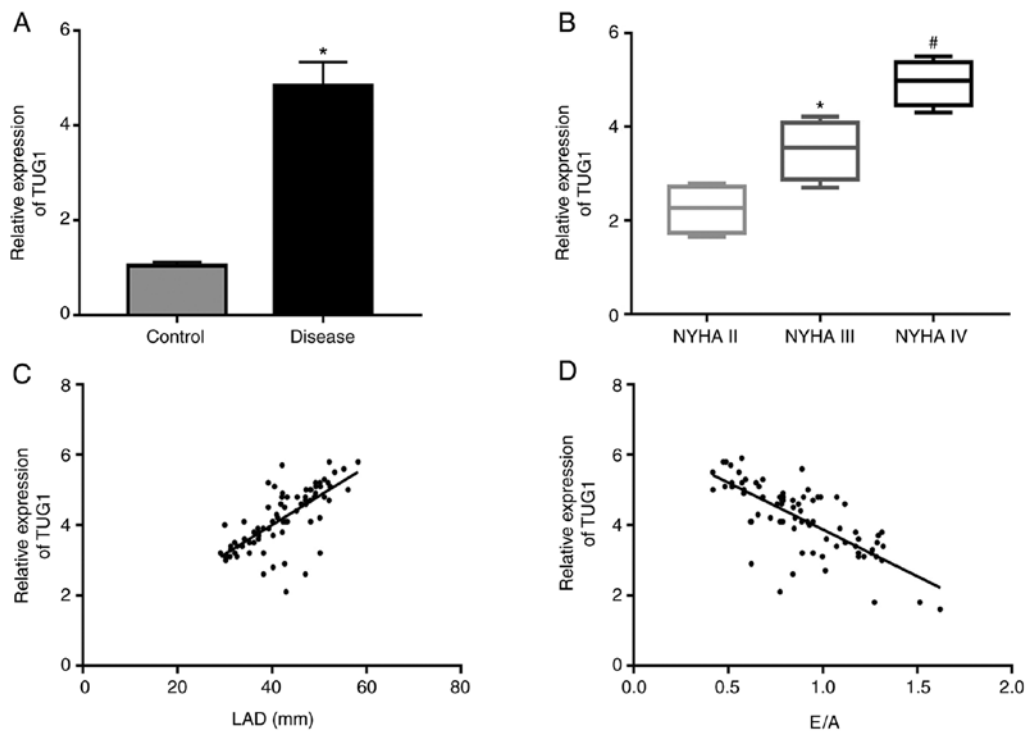 A
Relative expression
of TUG1
6
4
2
0
*
Control
Disease
B
Relative expression
of TUG1
6
4
2
0
*
#
NYHA II
NYHA III
NYHA IV
C
Relative expression
of TUG1
8
6
4
2
0
0
20
40
60
80
LAD (mm)
D
Relative expression
of TUG1
8
6
4
2
0
0.0
0.5
1.0
1.5
2.0
E/A